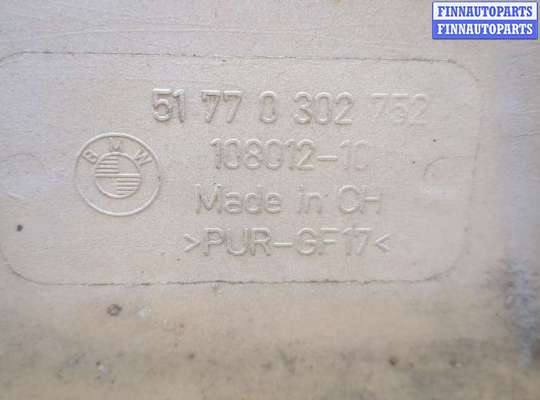 FINNAUTOPARTS
FINNAUTOPARTS
51 77 0 302 752
BMW
108012-10
Made in CH
>PUR-GF17<